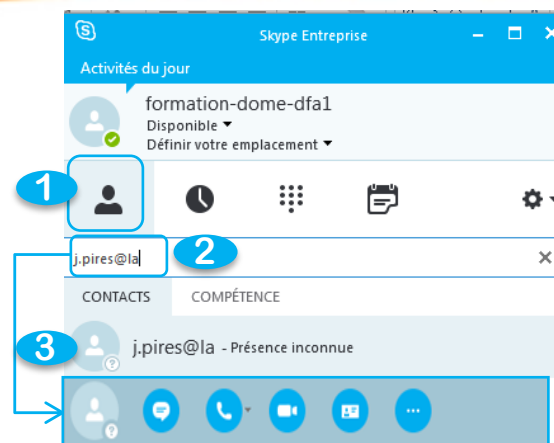 Skype Entreprise
Activités du jour
formation-dome-dfa1
Disponible
Définir votre emplacement
1
j.pires@la
2
CONTACTS COMPÉTENCE
3
j.pires@la - Présence inconnue